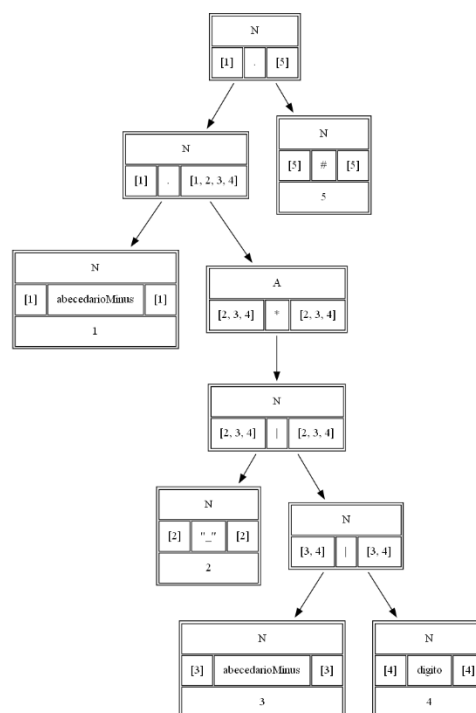 N
[1] . [5]
N
[1] . [1, 2, 3, 4]
N
[5] # [5]
5
N
[1] abecedarioMinus [1]
1
A
[2, 3, 4] * [2, 3, 4]
N
[2, 3, 4] | [2, 3, 4]
N
[2] "_" [2]
2
N
[3, 4] | [3, 4]
N
[3] abecedarioMinus [3]
3
N
[4] digito [4]
4